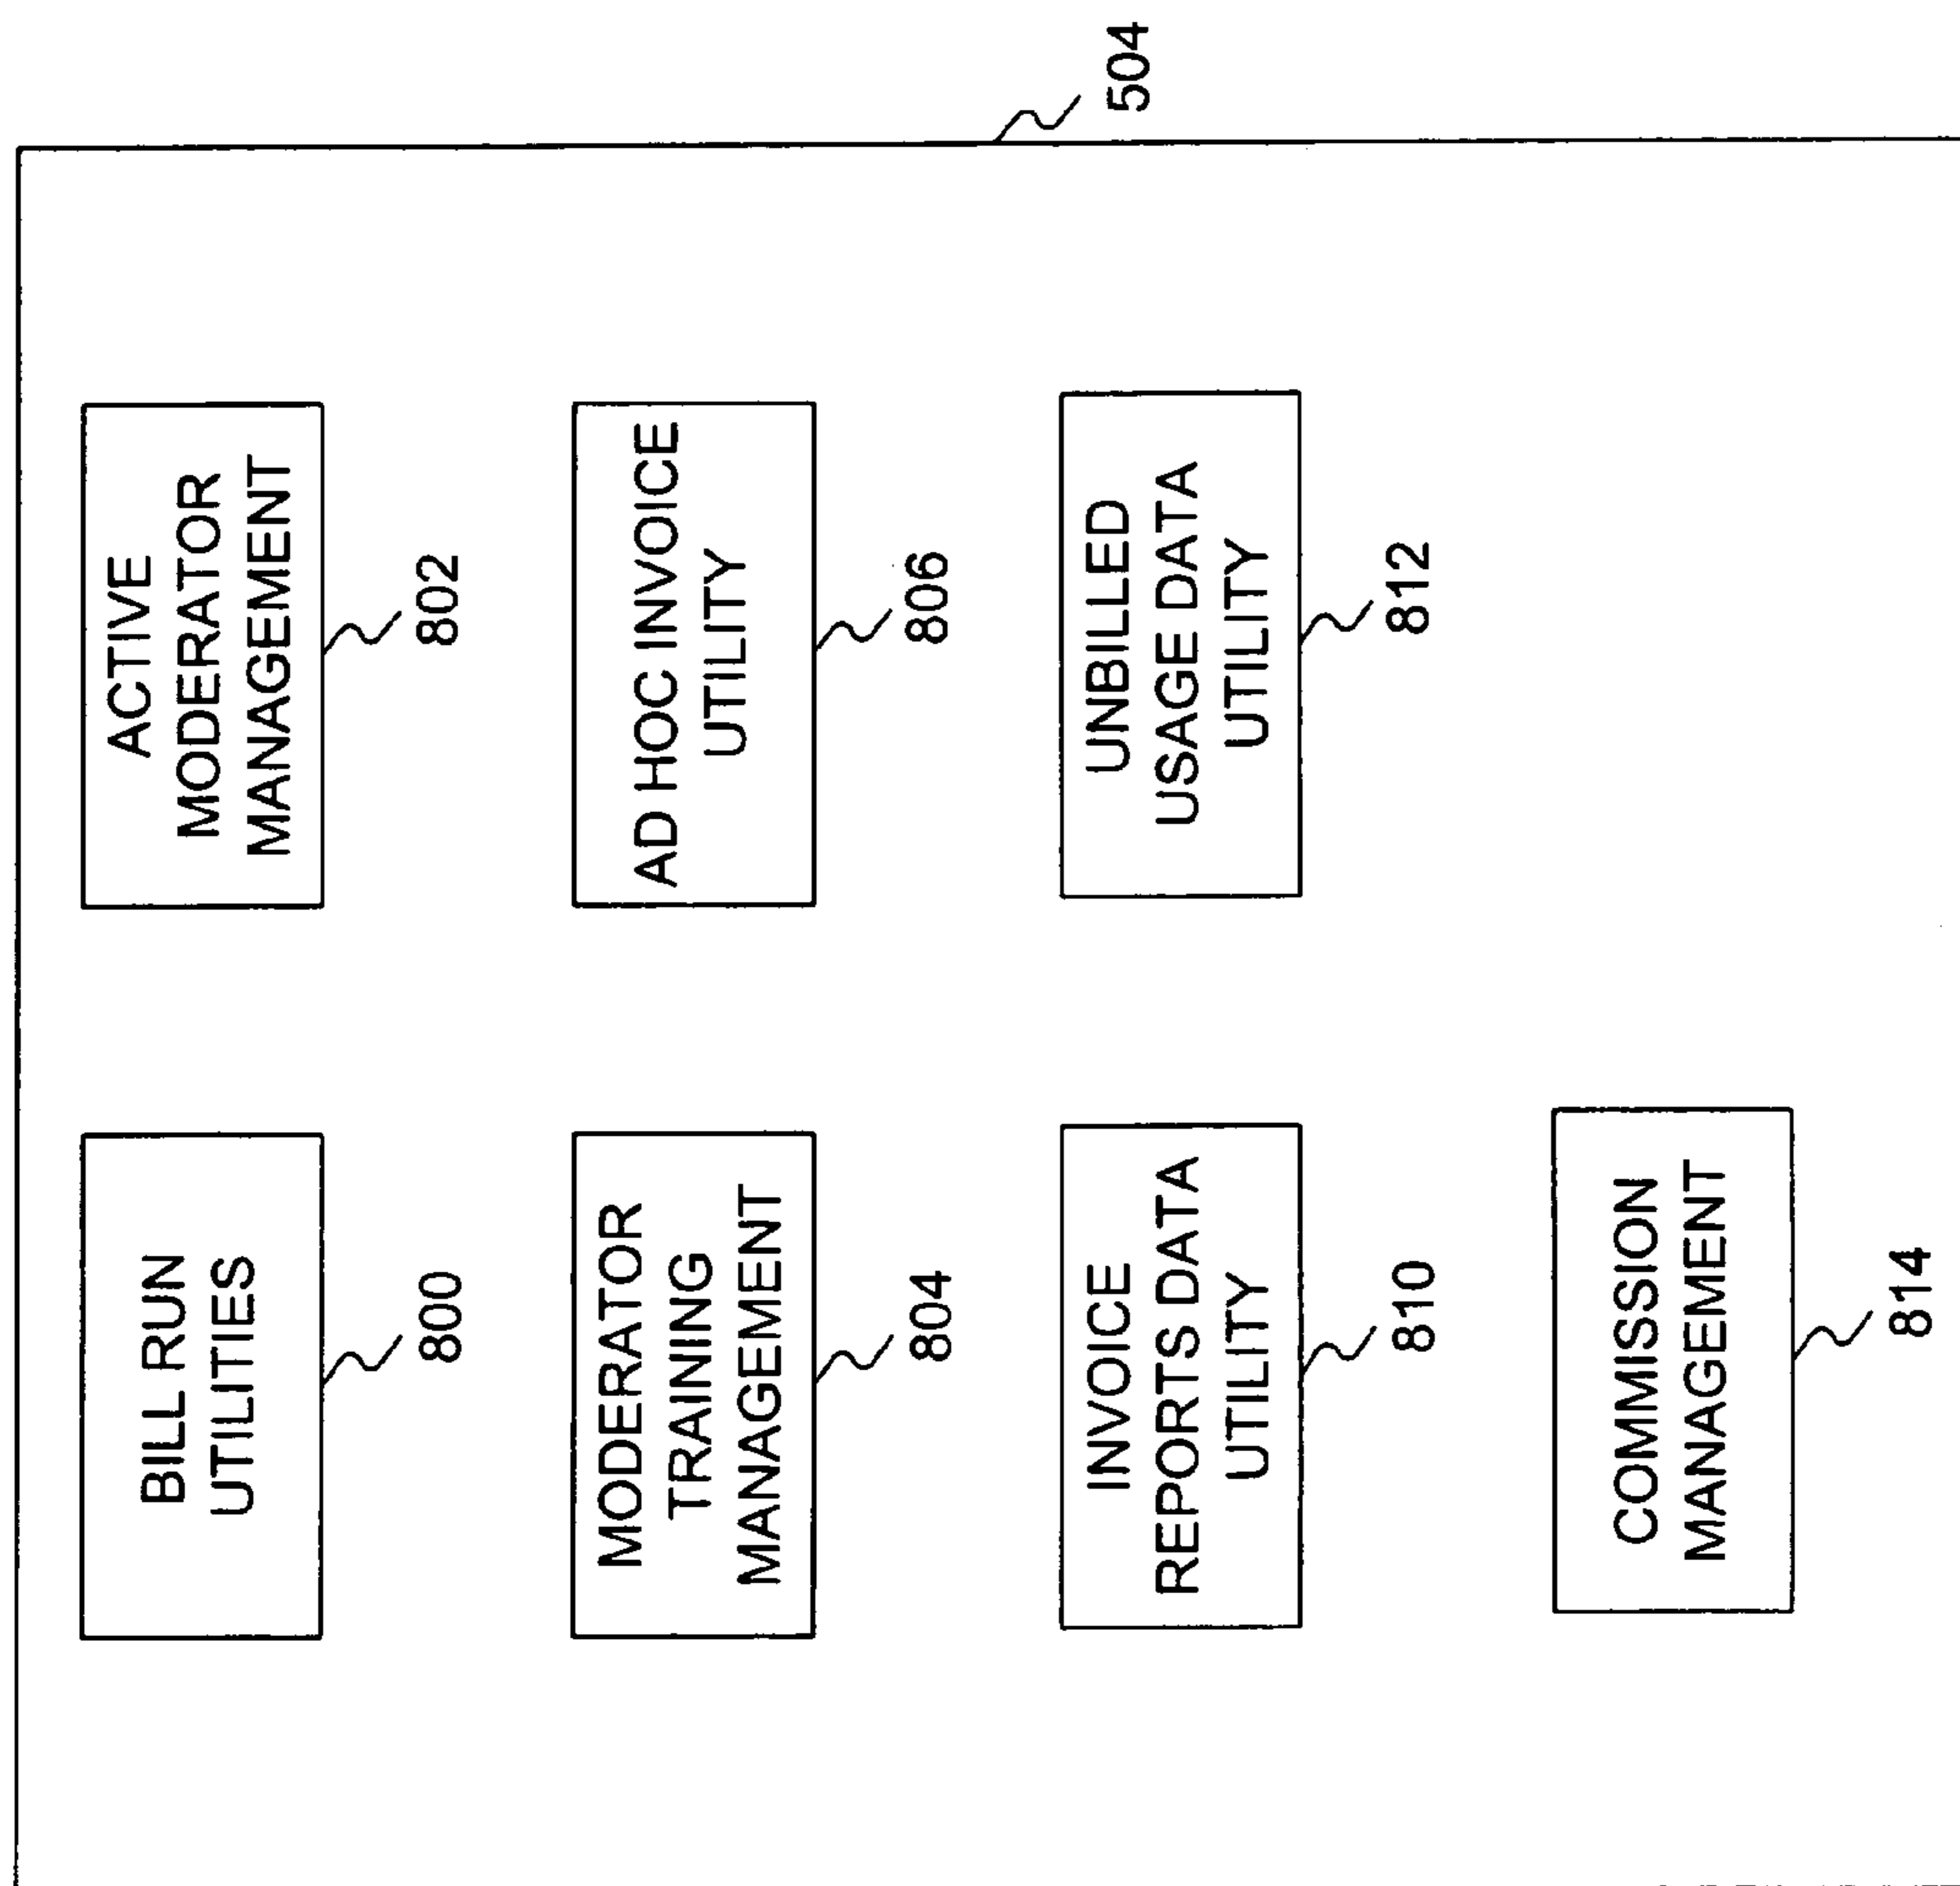 BILL RUN
UTILITIES
800
ACTIVE
MODERATOR
MANAGEMENT
802
504
MODERATOR
TRAINING
MANAGEMENT
804
AD HOC INVOICE
UTILITY
806
INVOICE
REPORTS DATA
UTILITY
810
UNBILLED
USAGE DATA
UTILITY
812
COMMISSION
MANAGEMENT
814